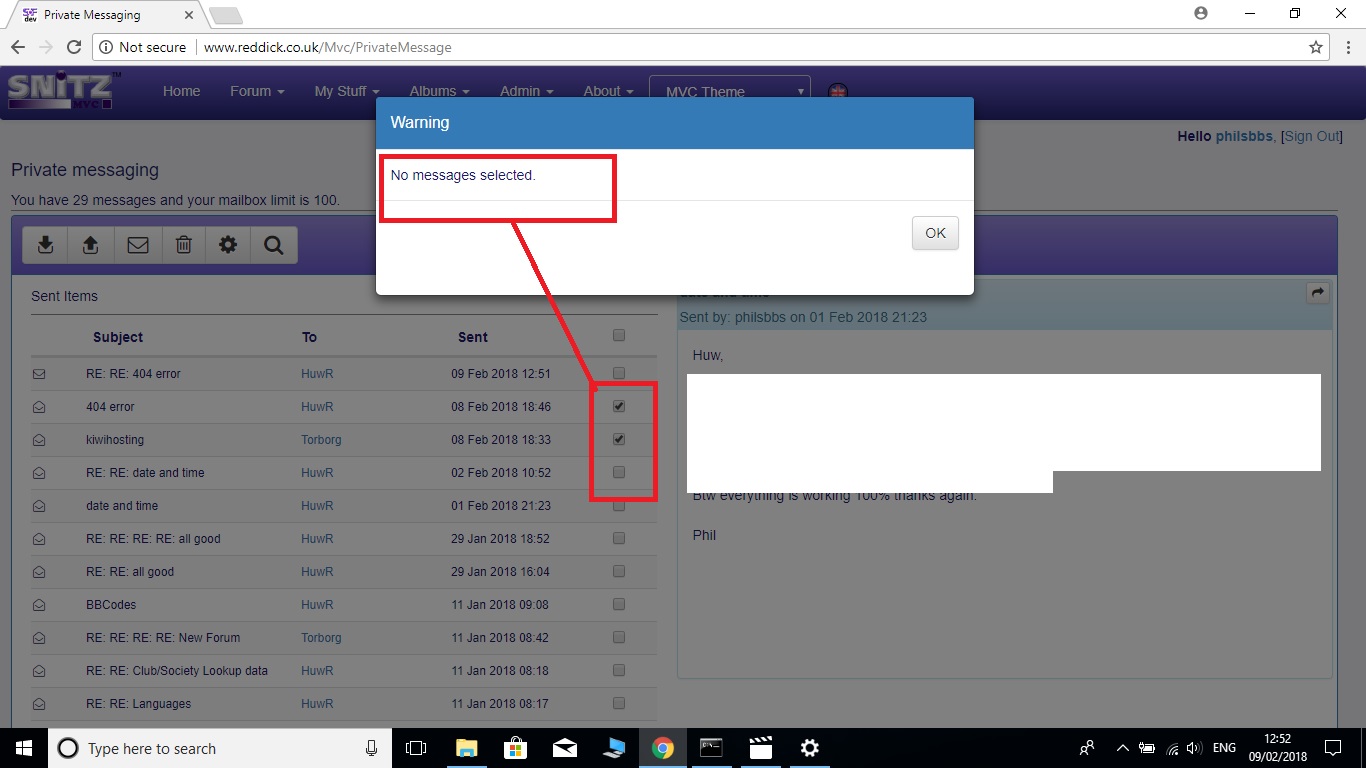 Private Messaging
Not secure www.reddick.co.uk/Mvc/PrivateMessage
SNiTZ™ MVC Home Forum My Stuff Albums Admin About MVC Theme
Hello philsbbs, [Sign Out]
Warning
No messages selected.
OK
Private messaging
You have 29 messages and your mailbox limit is 100.
Sent Items
Subject To Sent
RE: RE: 404 error HuwR 09 Feb 2018 12:51
404 error HuwR 08 Feb 2018 18:46
kiwihosting Torborg 08 Feb 2018 18:33
RE: RE: date and time HuwR 02 Feb 2018 10:52
date and time HuwR 01 Feb 2018 21:23
RE: RE: RE: RE: all good HuwR 29 Jan 2018 18:52
RE: RE: all good HuwR 29 Jan 2018 16:04
BBCodes HuwR 11 Jan 2018 09:08
RE: RE: RE: RE: New Forum Torborg 11 Jan 2018 08:42
RE: RE: Club/Society Lookup data HuwR 11 Jan 2018 08:18
RE: RE: Languages HuwR 11 Jan 2018 08:17
date and time
Sent by: philsbbs on 01 Feb 2018 21:23
Huw,
Btw everything is working 100% thanks again.
Phil
Type here to search
ENG
12:52
09/02/2018